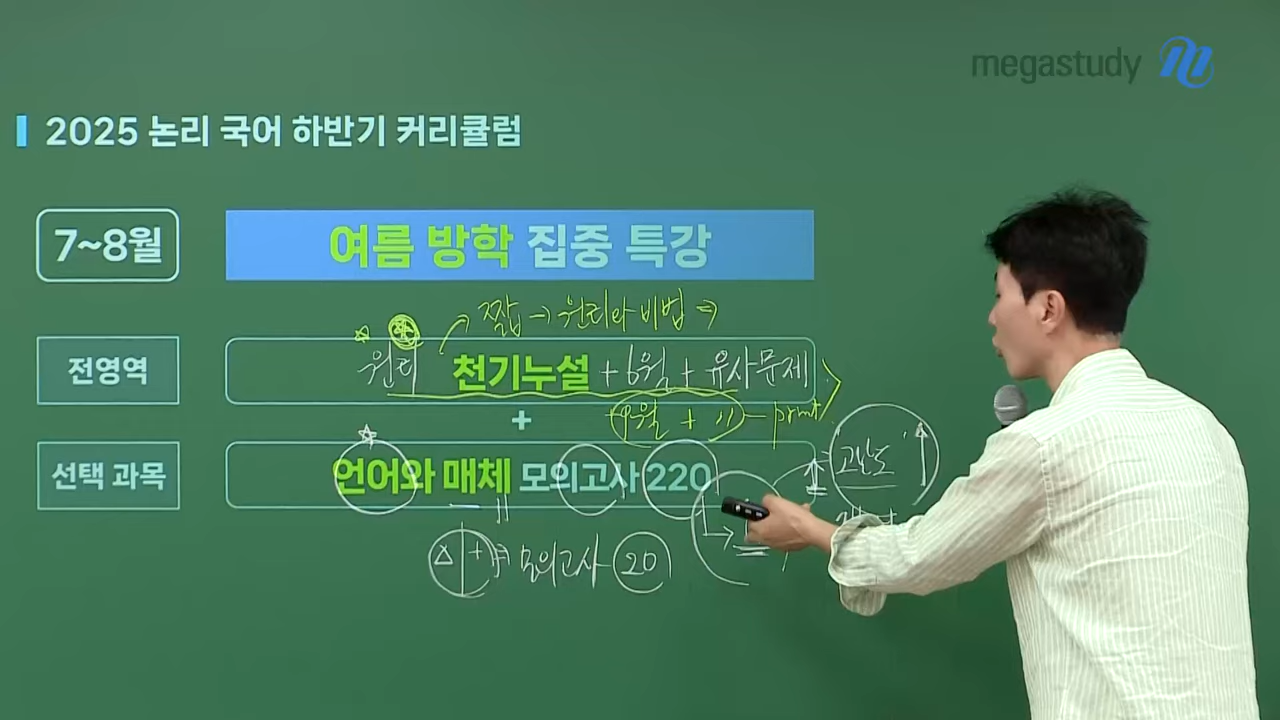 megastudy
2025 논리 국어 하반기 커리큘럼
7~8월
여름 방학 집중 특강
짤감 → 원리와 비법 ⇒
전영역
원리 천기누설 + 6월 + 유사문제
+
9월 + 〃 — print
선택 과목
언어와 매체 모의고사 220
고난도
모의고사 20